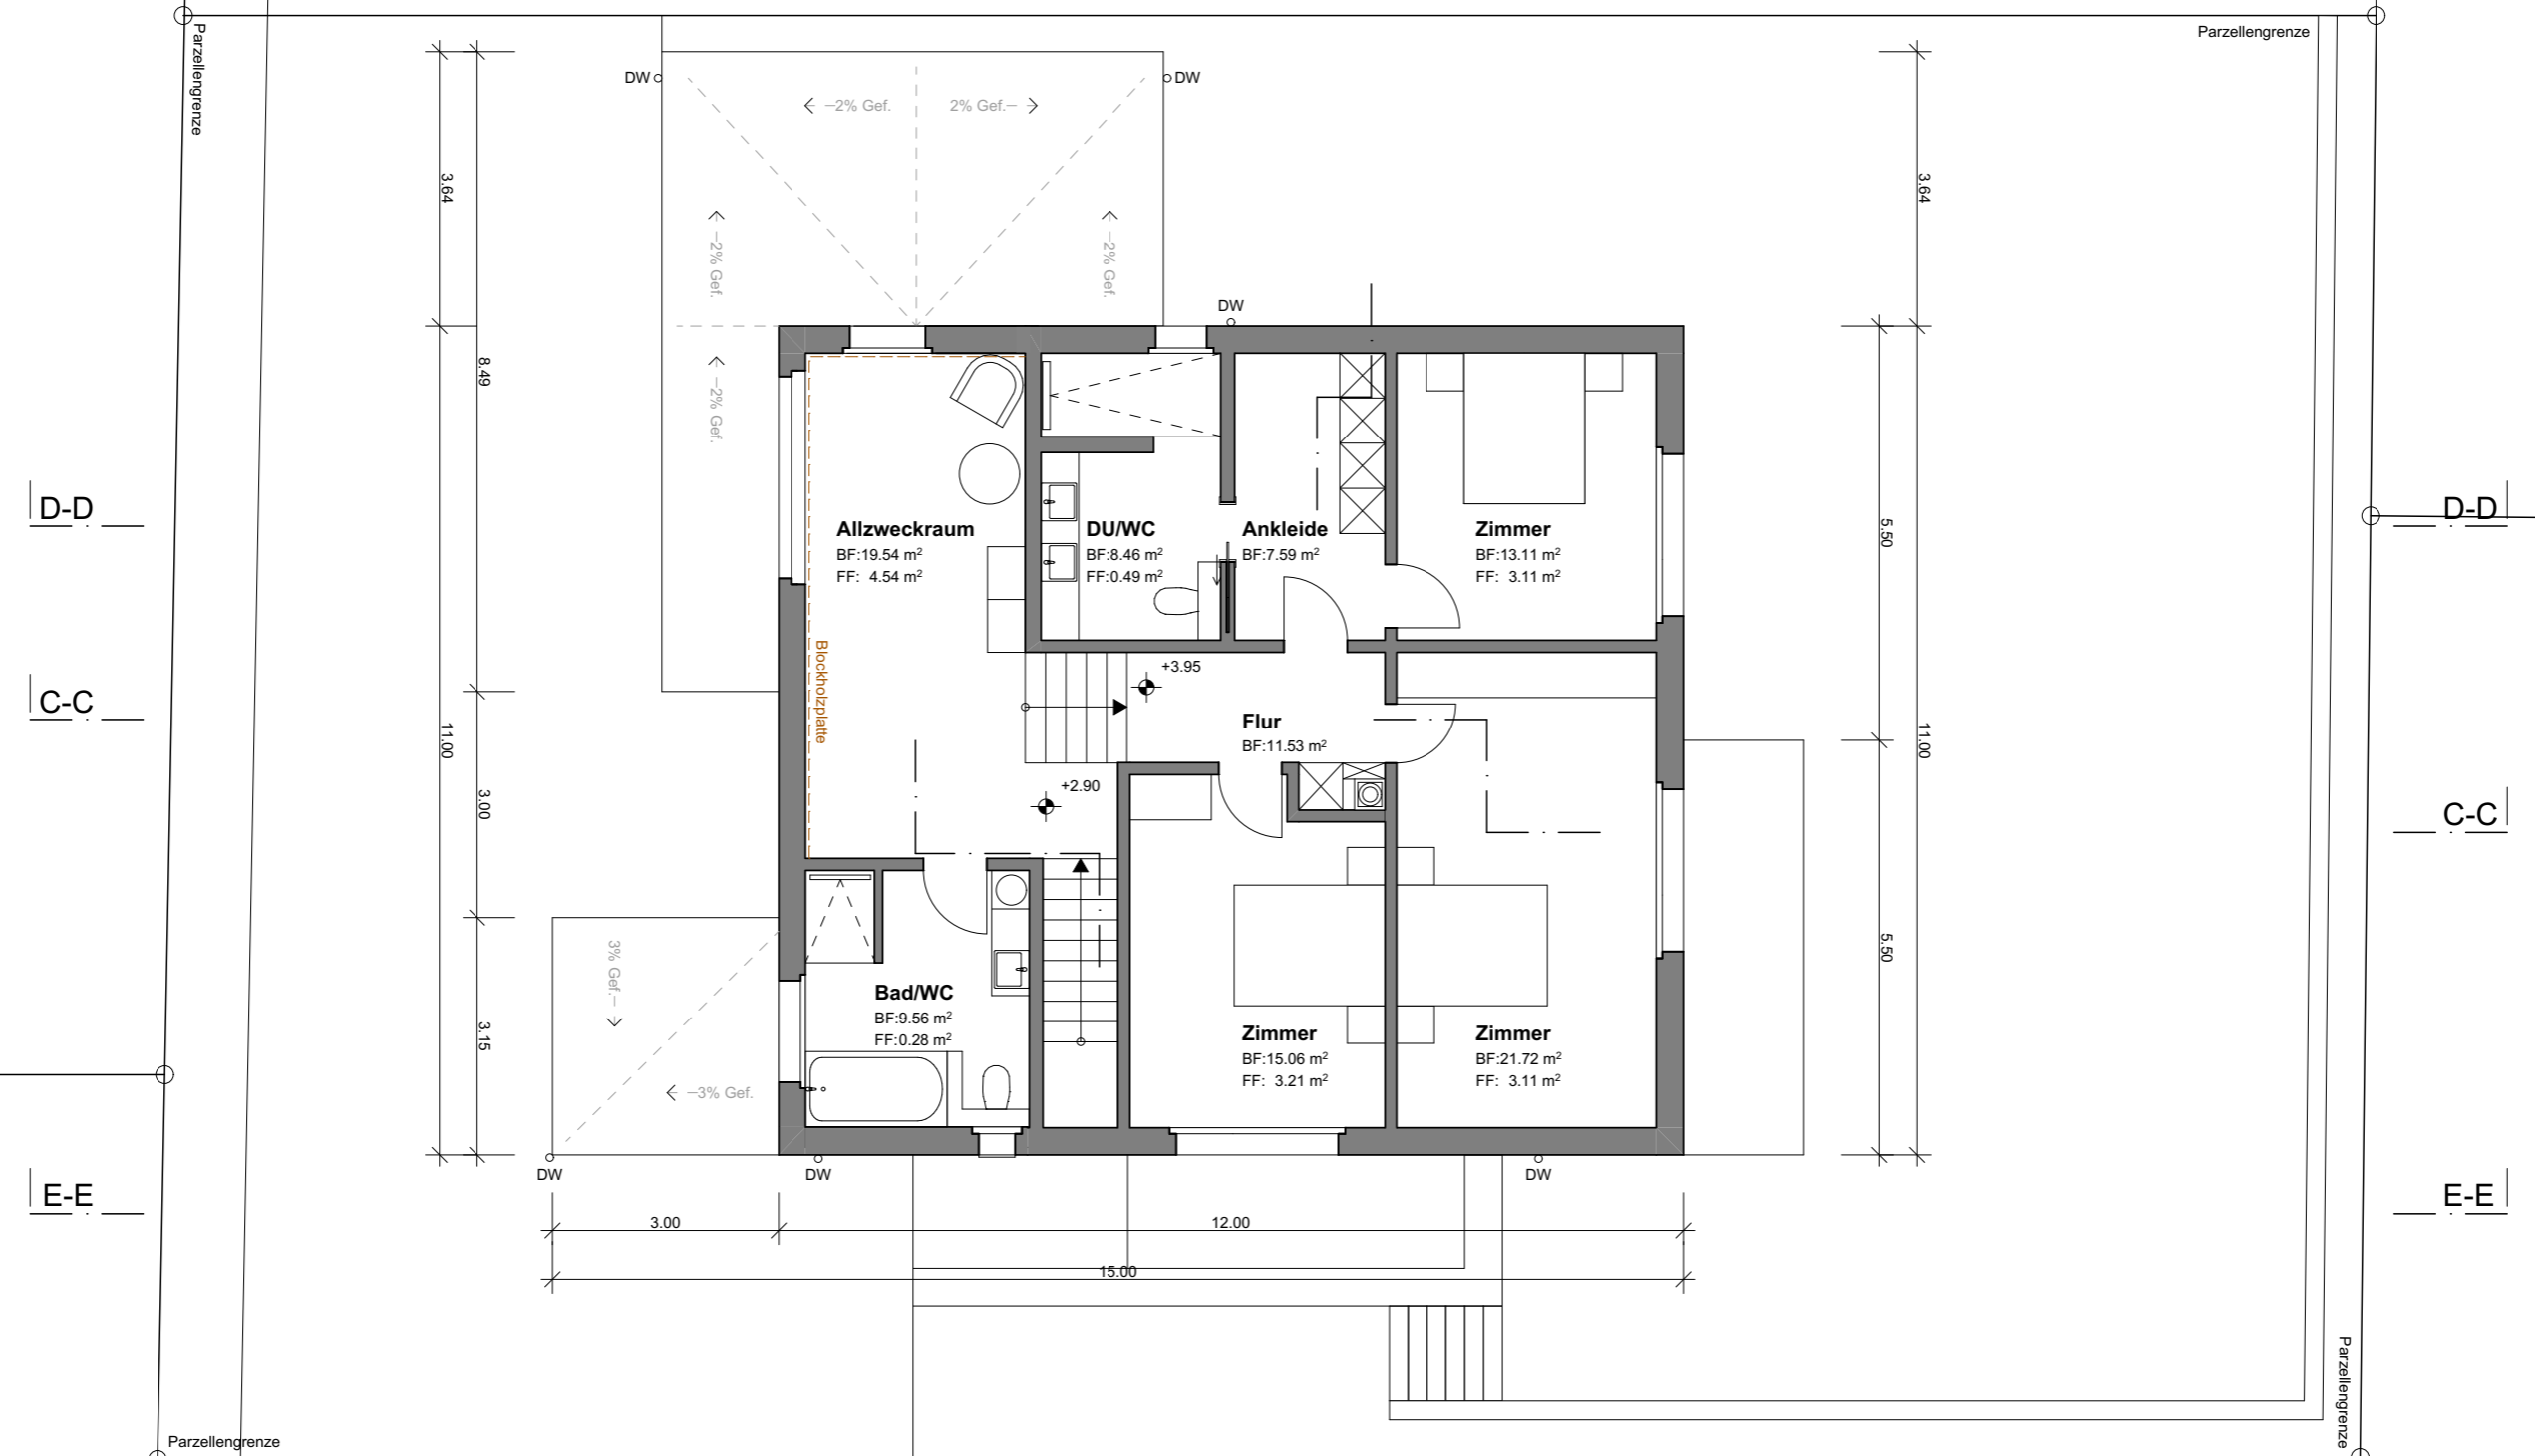 Parzellengrenze
Parzellengrenze
DW
DW
2% Gef.
2% Gef.
3.64
3.64
2% Gef.
2% Gef.
DW
8.49
2% Gef.
D-D
D-D
5.50
Allzweckraum
BF:19.54 m²
FF: 4.54 m²
DU/WC
BF:8.46 m²
FF:0.49 m²
Ankleide
BF:7.59 m²
Zimmer
BF:13.11 m²
FF: 3.11 m²
Blockholzplatte
+3.95
C-C
Flur
BF:11.53 m²
11.00
11.00
+2.90
3.00
C-C
3% Gef.
5.50
Bad/WC
BF:9.56 m²
FF:0.28 m²
3.15
Zimmer
BF:15.06 m²
FF: 3.21 m²
Zimmer
BF:21.72 m²
FF: 3.11 m²
3% Gef.
DW
DW
DW
E-E
E-E
3.00
12.00
15.00
Parzellengrenze
Parzellengrenze